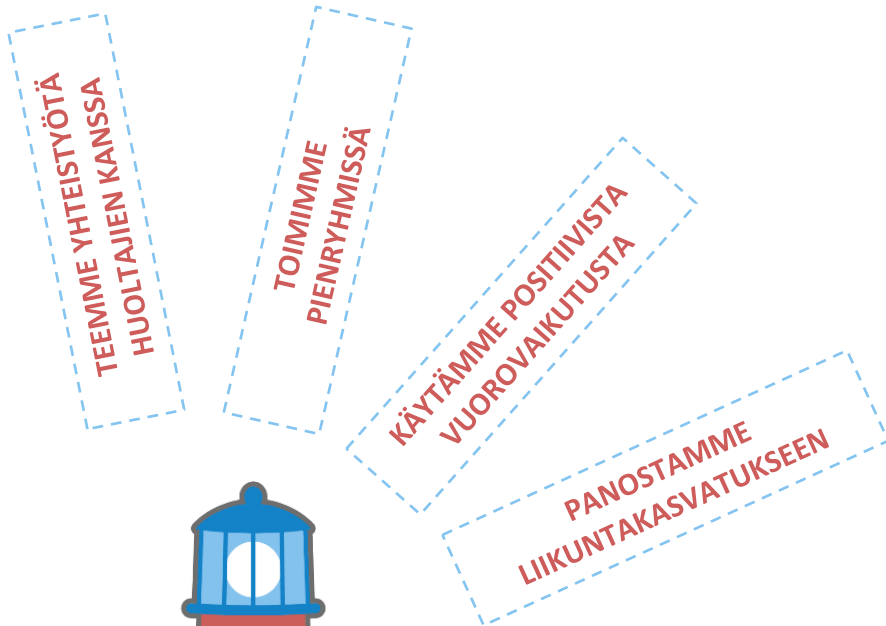 TEEMME YHTEISTYÖTÄ
HUOLTAJIEN KANSSA
TOIMIMME
PIENRYHMISSÄ
KÄYTÄMME POSITIIVISTA
VUOROVAIKUTUSTA
PANOSTAMME
LIIKUNTAKASVATUKSEEN